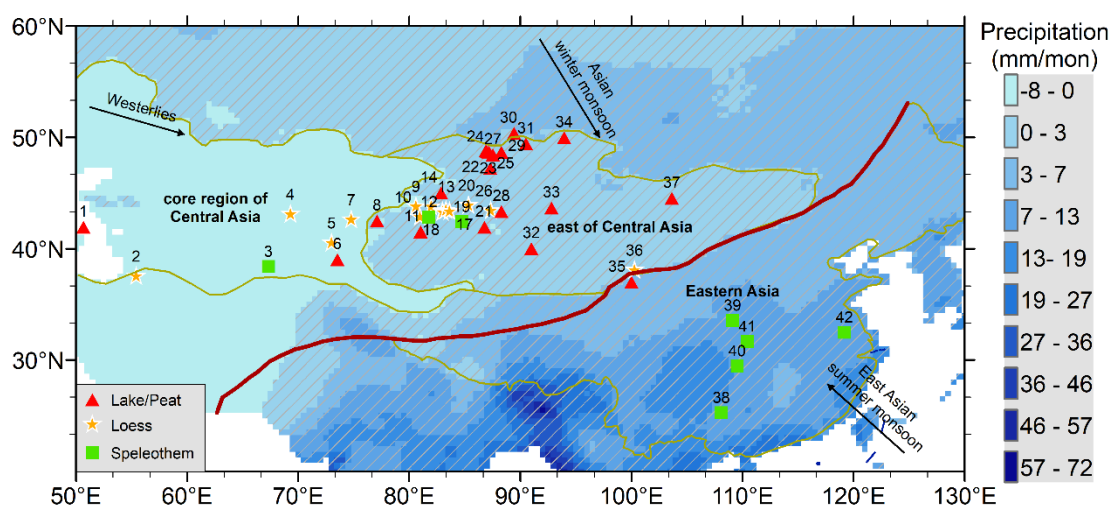 60°N
50°N
40°N
30°N
50°E
60°E
70°E
80°E
90°E
100°E
110°E
120°E
130°E
Westerlies
Asian
winter monsoon
East Asian
summer monsoon
core region of
Central Asia
east of Central Asia
Eastern Asia
1
2
3
4
5
6
7
8
9
10
11
12
13
14
17
18
19
20
21
22
23
24
25
26
27
28
29
30
31
32
33
34
35
36
37
38
39
40
41
42
Lake/Peat
Loess
Speleothem
Precipitation
(mm/mon)
-8 - 0
0 - 3
3 - 7
7 - 13
13- 19
19 - 27
27 - 36
36 - 46
46 - 57
57 - 72